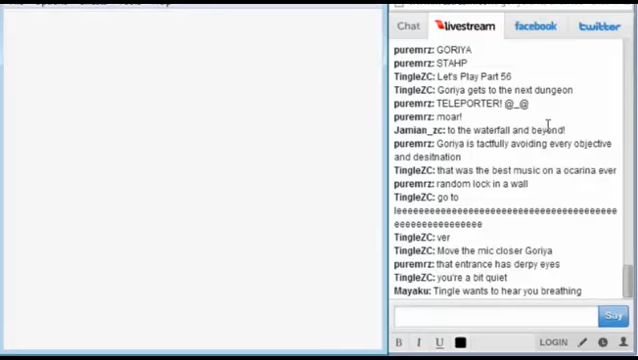 Chat livestream facebook twitter
puremrz: GORIYA
puremrz: STAHP
TingleZC: Let's Play Part 56
TingleZC: Goriya gets to the next dungeon
puremrz: TELEPORTER! @_@
puremrz: moar!
Jamian_zc: to the waterfall and beyond!
puremrz: Goriya is tactfully avoiding every objective
and desitnation
TingleZC: that was the best music on a ocarina ever
puremrz: random lock in a wall
TingleZC: go to
leeeeeeeeeeeeeeeeeeeeeeeeeeeeeeeeeeeeeee
eeeeeeeeeeeeeeee
TingleZC: ver
TingleZC: Move the mic closer Goriya
puremrz: that entrance has derpy eyes
TingleZC: you're a bit quiet
Mayaku: Tingle wants to hear you breathing
Say
B I U LOGIN